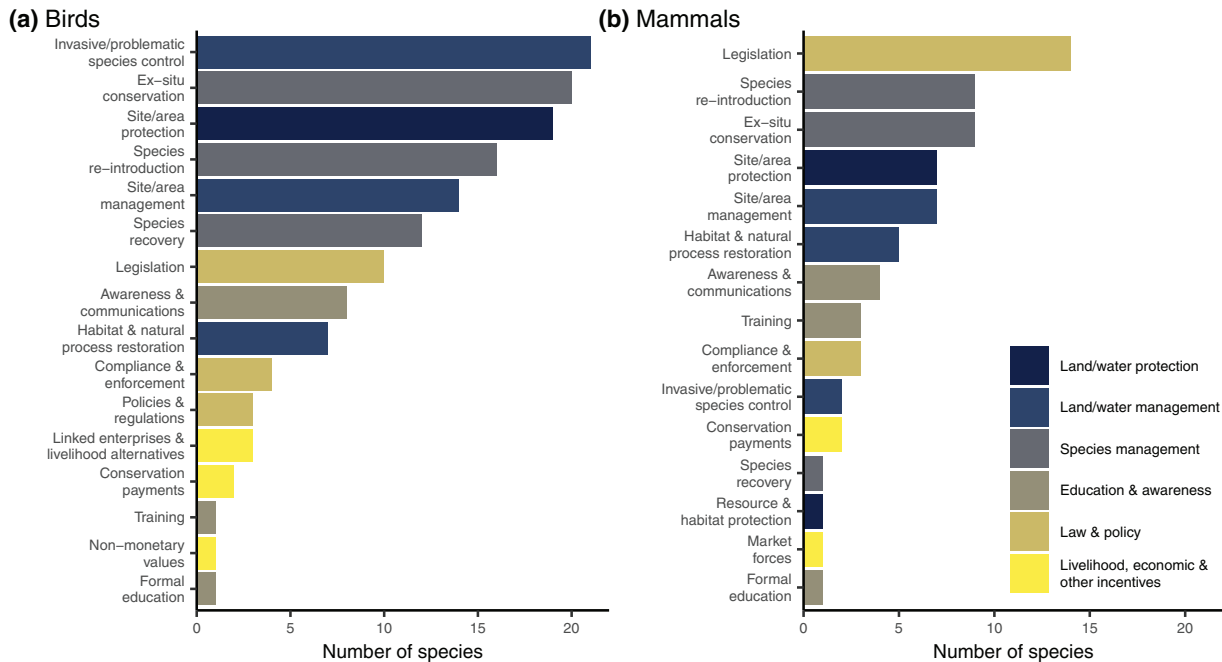 (a) Birds
Invasive/problematic
species control
Ex−situ
conservation
Site/area
protection
Species
re−introduction
Site/area
management
Species
recovery
Legislation
Awareness &
communications
Habitat & natural
process restoration
Compliance &
enforcement
Policies &
regulations
Linked enterprises &
livelihood alternatives
Conservation
payments
Training
Non−monetary
values
Formal
education
0 5 10 15 20
Number of species
(b) Mammals
Legislation
Species
re−introduction
Ex−situ
conservation
Site/area
protection
Site/area
management
Habitat & natural
process restoration
Awareness &
communications
Training
Compliance &
enforcement
Invasive/problematic
species control
Conservation
payments
Species
recovery
Resource &
habitat protection
Market
forces
Formal
education
0 5 10 15 20
Number of species
Land/water protection
Land/water management
Species management
Education & awareness
Law & policy
Livelihood, economic &
other incentives